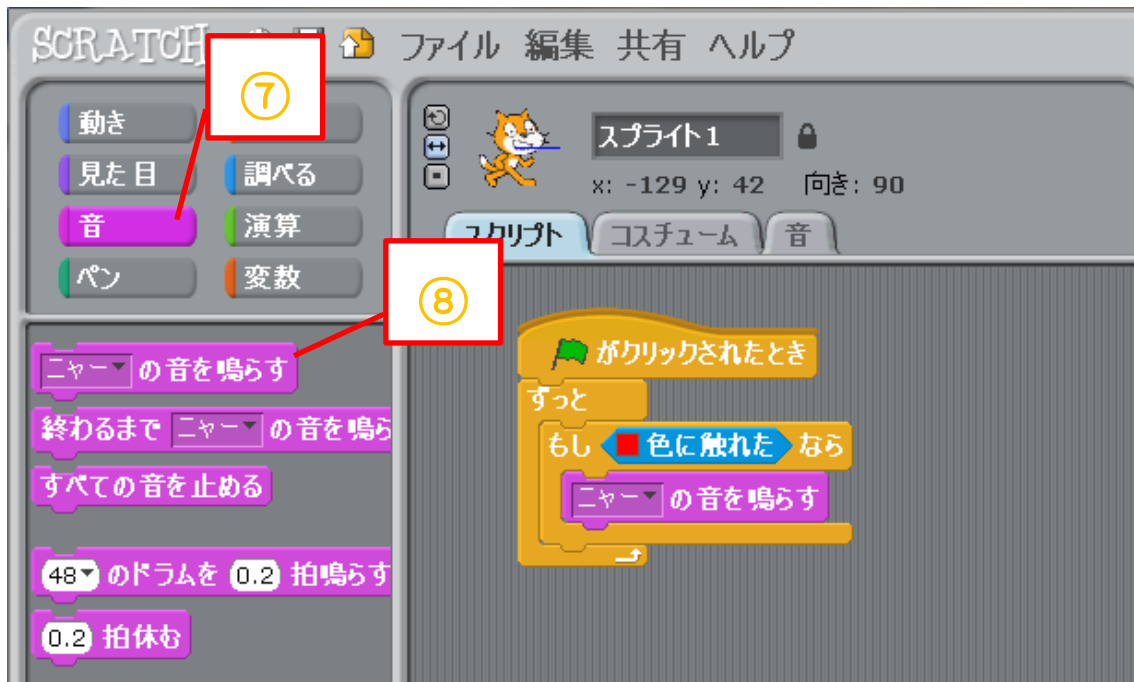 SCRATCH ファイル 編集 共有 ヘルプ
⑦
動き
見た目 調べる
音 演算
ペン 変数
スプライト1
x: -129 y: 42 向き: 90
スクリプト コスチューム 音
⑧
ニャー の音を鳴らす
終わるまで ニャー の音を鳴ら
すべての音を止める
48 のドラムを 0.2 拍鳴らす
0.2 拍休む
がクリックされたとき
ずっと
もし 色に触れた なら
ニャー の音を鳴らす